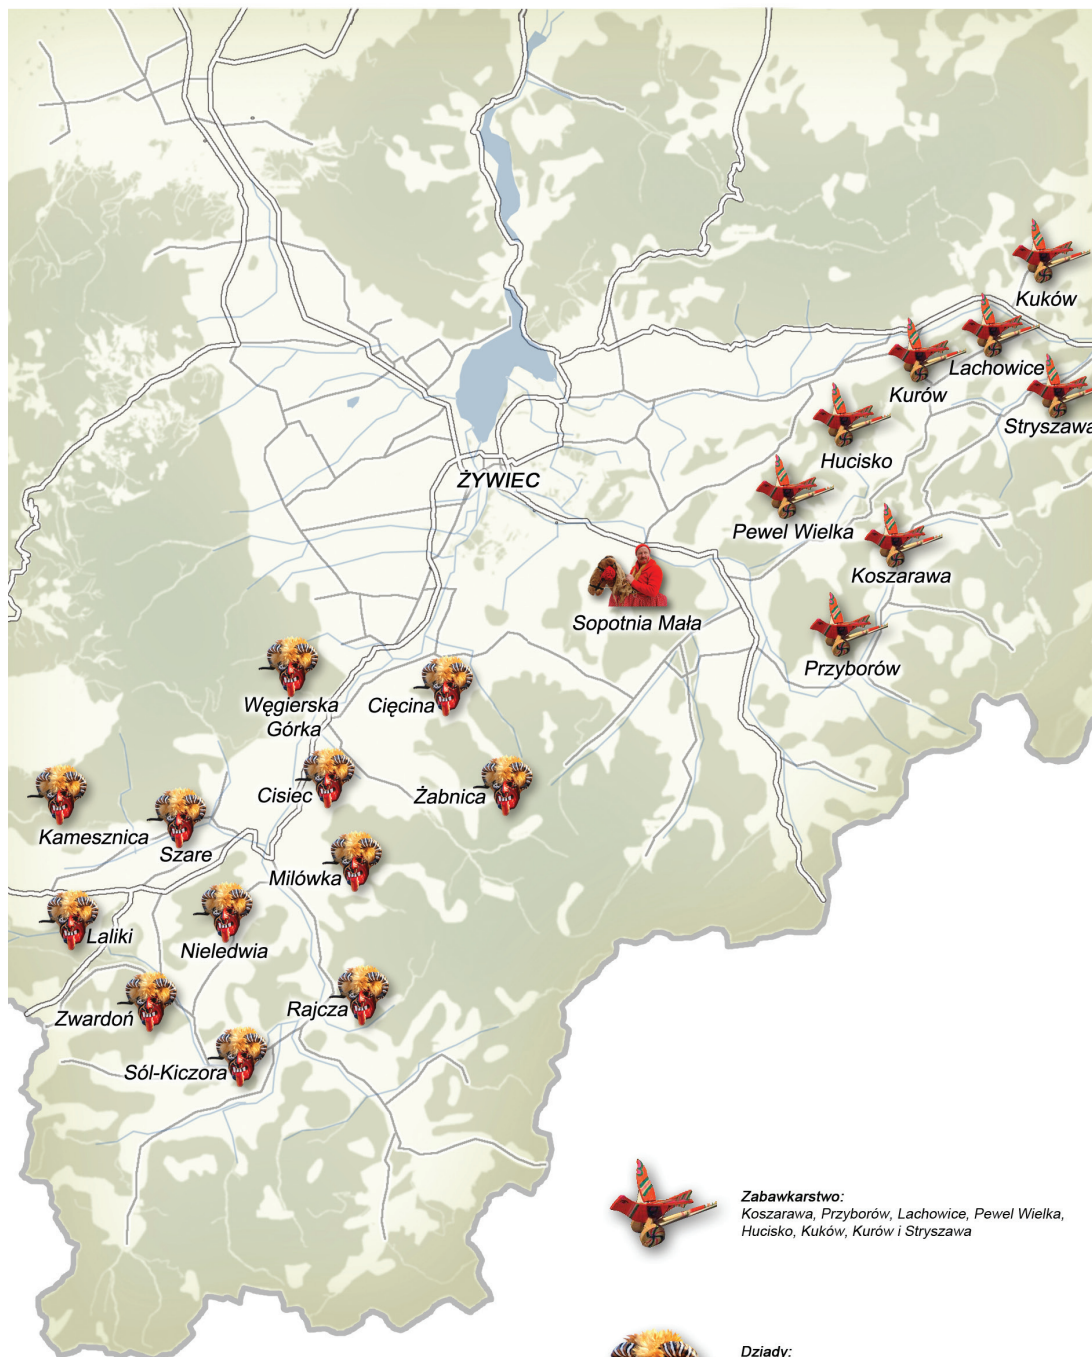 Kuków
Lachowice
Kurów
Stryszawa
Hucisko
ŻYWIEC
Pewel Wielka
Koszarawa
Sopotnia Mała
Przyborów
Węgierska
Górka
Cięcina
Cisiec
Żabnica
Kamesznica
Szare
Milówka
Laliki
Nieledwia
Rajcza
Zwardoń
Sól-Kiczora
Zabawkarstwo:
Koszarawa, Przyborów, Lachowice, Pewel Wielka,
Hucisko, Kuków, Kurów i Stryszawa
Dziady: